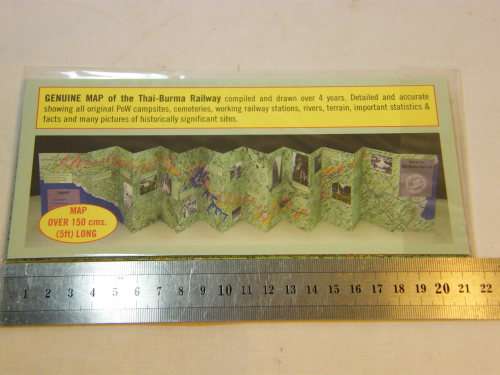 GENUINE MAP of the Thai-Burma Railway compiled and drawn over 4 years. Detailed and accurate
showing all original PoW campsites, cemeteries, working railway stations, rivers, terrain, important statistics &
facts and many pictures of historically significant sites.
MAP
OVER 150 cms.
(5ft) LONG
1 2 3 4 5 6 7 8 9 10 11 12 13 14 15 16 17 18 19 20 21 22